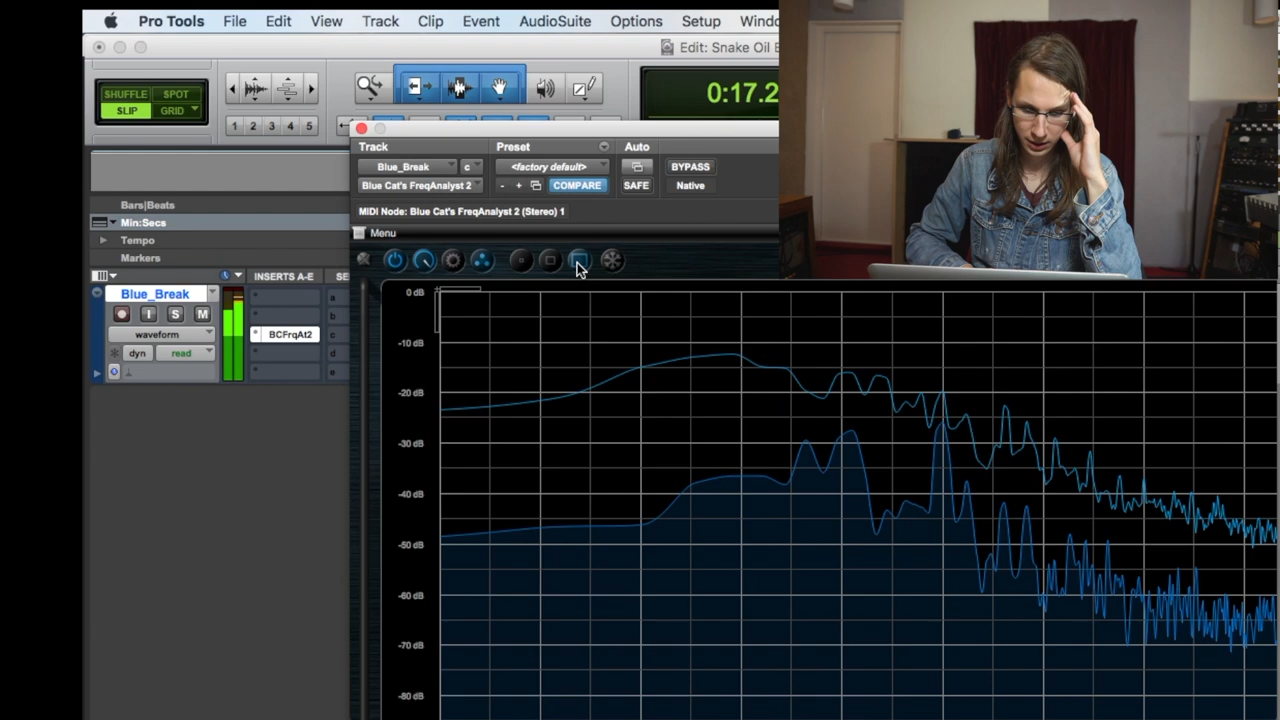 Pro Tools File Edit View Track Clip Event AudioSuite Options Setup Windo
Edit: Snake Oil E
SHUFFLE SPOT
SLIP GRID
0:17.2
1 2 3 4 5
Track Preset Auto
Blue_Break c <factory default>
BYPASS
Blue Cat's FreqAnalyst 2 - + COMPARE SAFE Native
MIDI Node: Blue Cat's FreqAnalyst 2 (Stereo) 1
Menu
Bars|Beats
Min:Secs
Tempo
Markers
INSERTS A-E SE
Blue_Break
I S M
waveform
dyn read
BCFrqAt2
a
b
c
d
e
0 dB
-10 dB
-20 dB
-30 dB
-40 dB
-50 dB
-60 dB
-70 dB
-80 dB